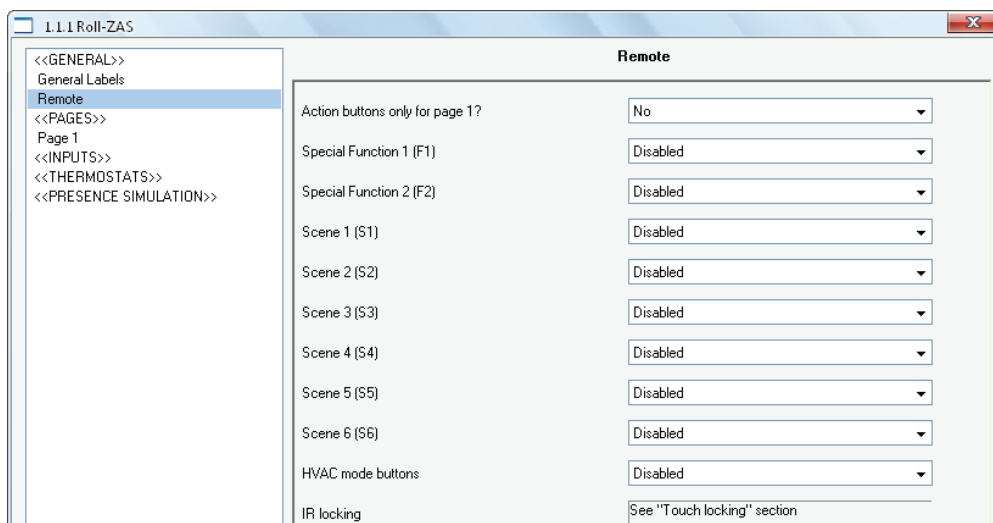 1.1.1 Roll-ZAS
<<GENERAL>>
General Labels
Remote
<<PAGES>>
Page 1
<<INPUTS>>
<<THERMOSTATS>>
<<PRESENCE SIMULATION>>
Remote
Action buttons only for page 1? No
Special Function 1 (F1) Disabled
Special Function 2 (F2) Disabled
Scene 1 (S1) Disabled
Scene 2 (S2) Disabled
Scene 3 (S3) Disabled
Scene 4 (S4) Disabled
Scene 5 (S5) Disabled
Scene 6 (S6) Disabled
HVAC mode buttons Disabled
IR locking See "Touch locking" section